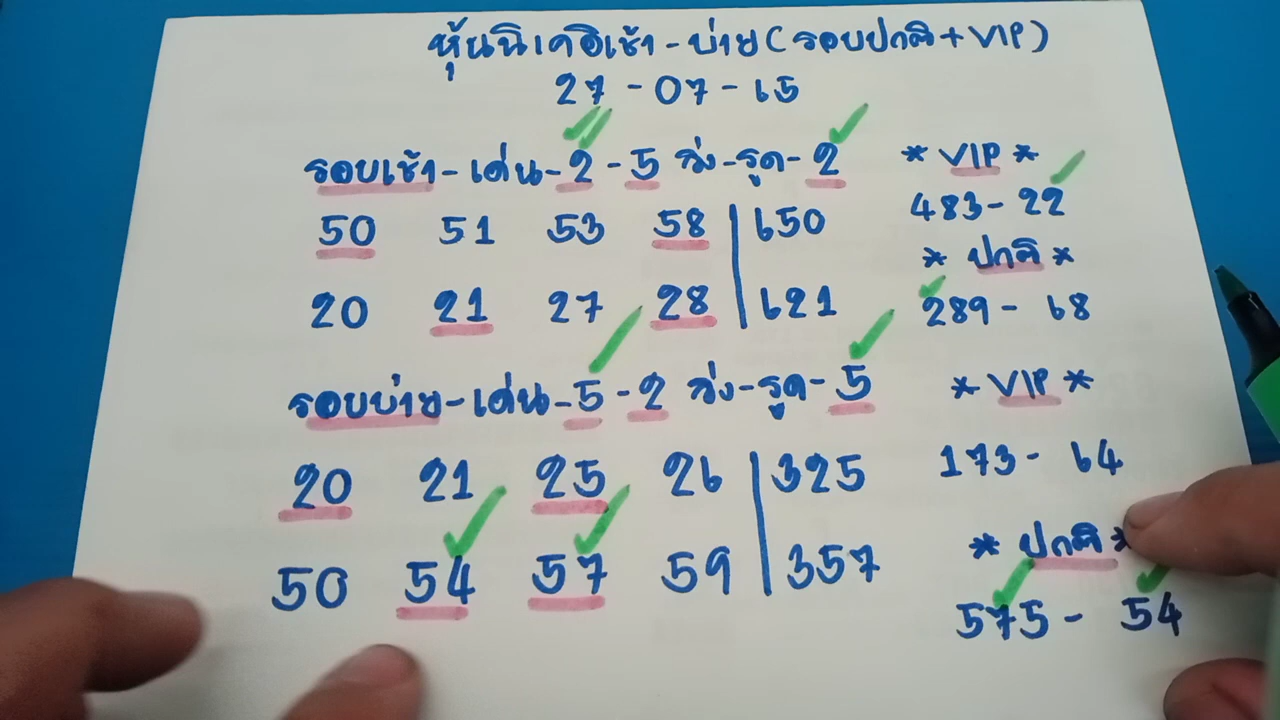 หุ้นนิเคอิเช้า-บ่าย(รอบปกติ+VIP)
27-07-65
รอบเช้า-เด่น-2-5 วิ่ง-รูด-2
50 51 53 58 | 650
20 21 27 28 | 621
*VIP*
483-22
*ปกติ*
289-68
รอบบ่าย-เด่น-5-2 วิ่ง-รูด-5
20 21 25 26 | 325
50 54 57 59 | 357
*VIP*
173-64
*ปกติ*
575-54